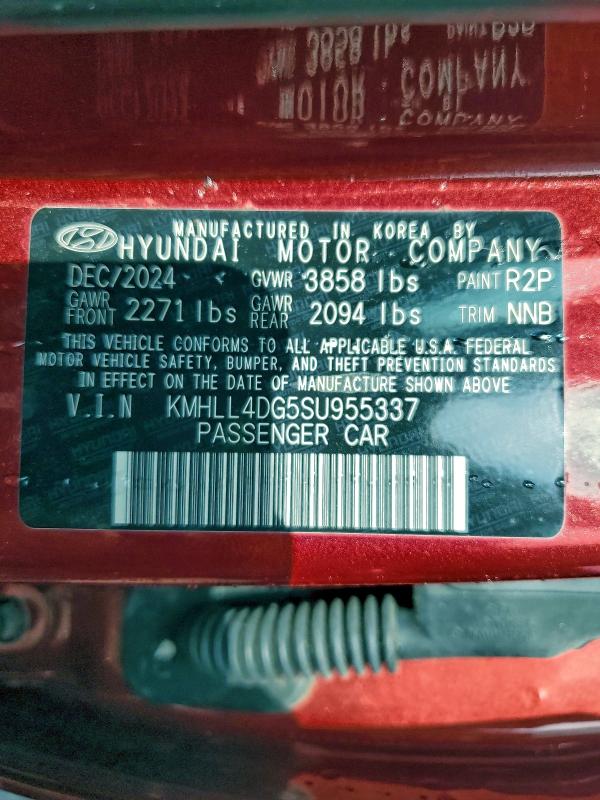 MANUFACTURED IN KOREA BY
HYUNDAI MOTOR COMPANY
DEC/2024 GVWR 3858 lbs PAINT R2P
GAWR FRONT 2271 lbs GAWR REAR 2094 lbs TRIM NNB
THIS VEHICLE CONFORMS TO ALL APPLICABLE U.S.A. FEDERAL
MOTOR VEHICLE SAFETY, BUMPER, AND THEFT PREVENTION STANDARDS
IN EFFECT ON THE DATE OF MANUFACTURE SHOWN ABOVE
V.I.N KMHLL4DG5SU955337
PASSENGER CAR